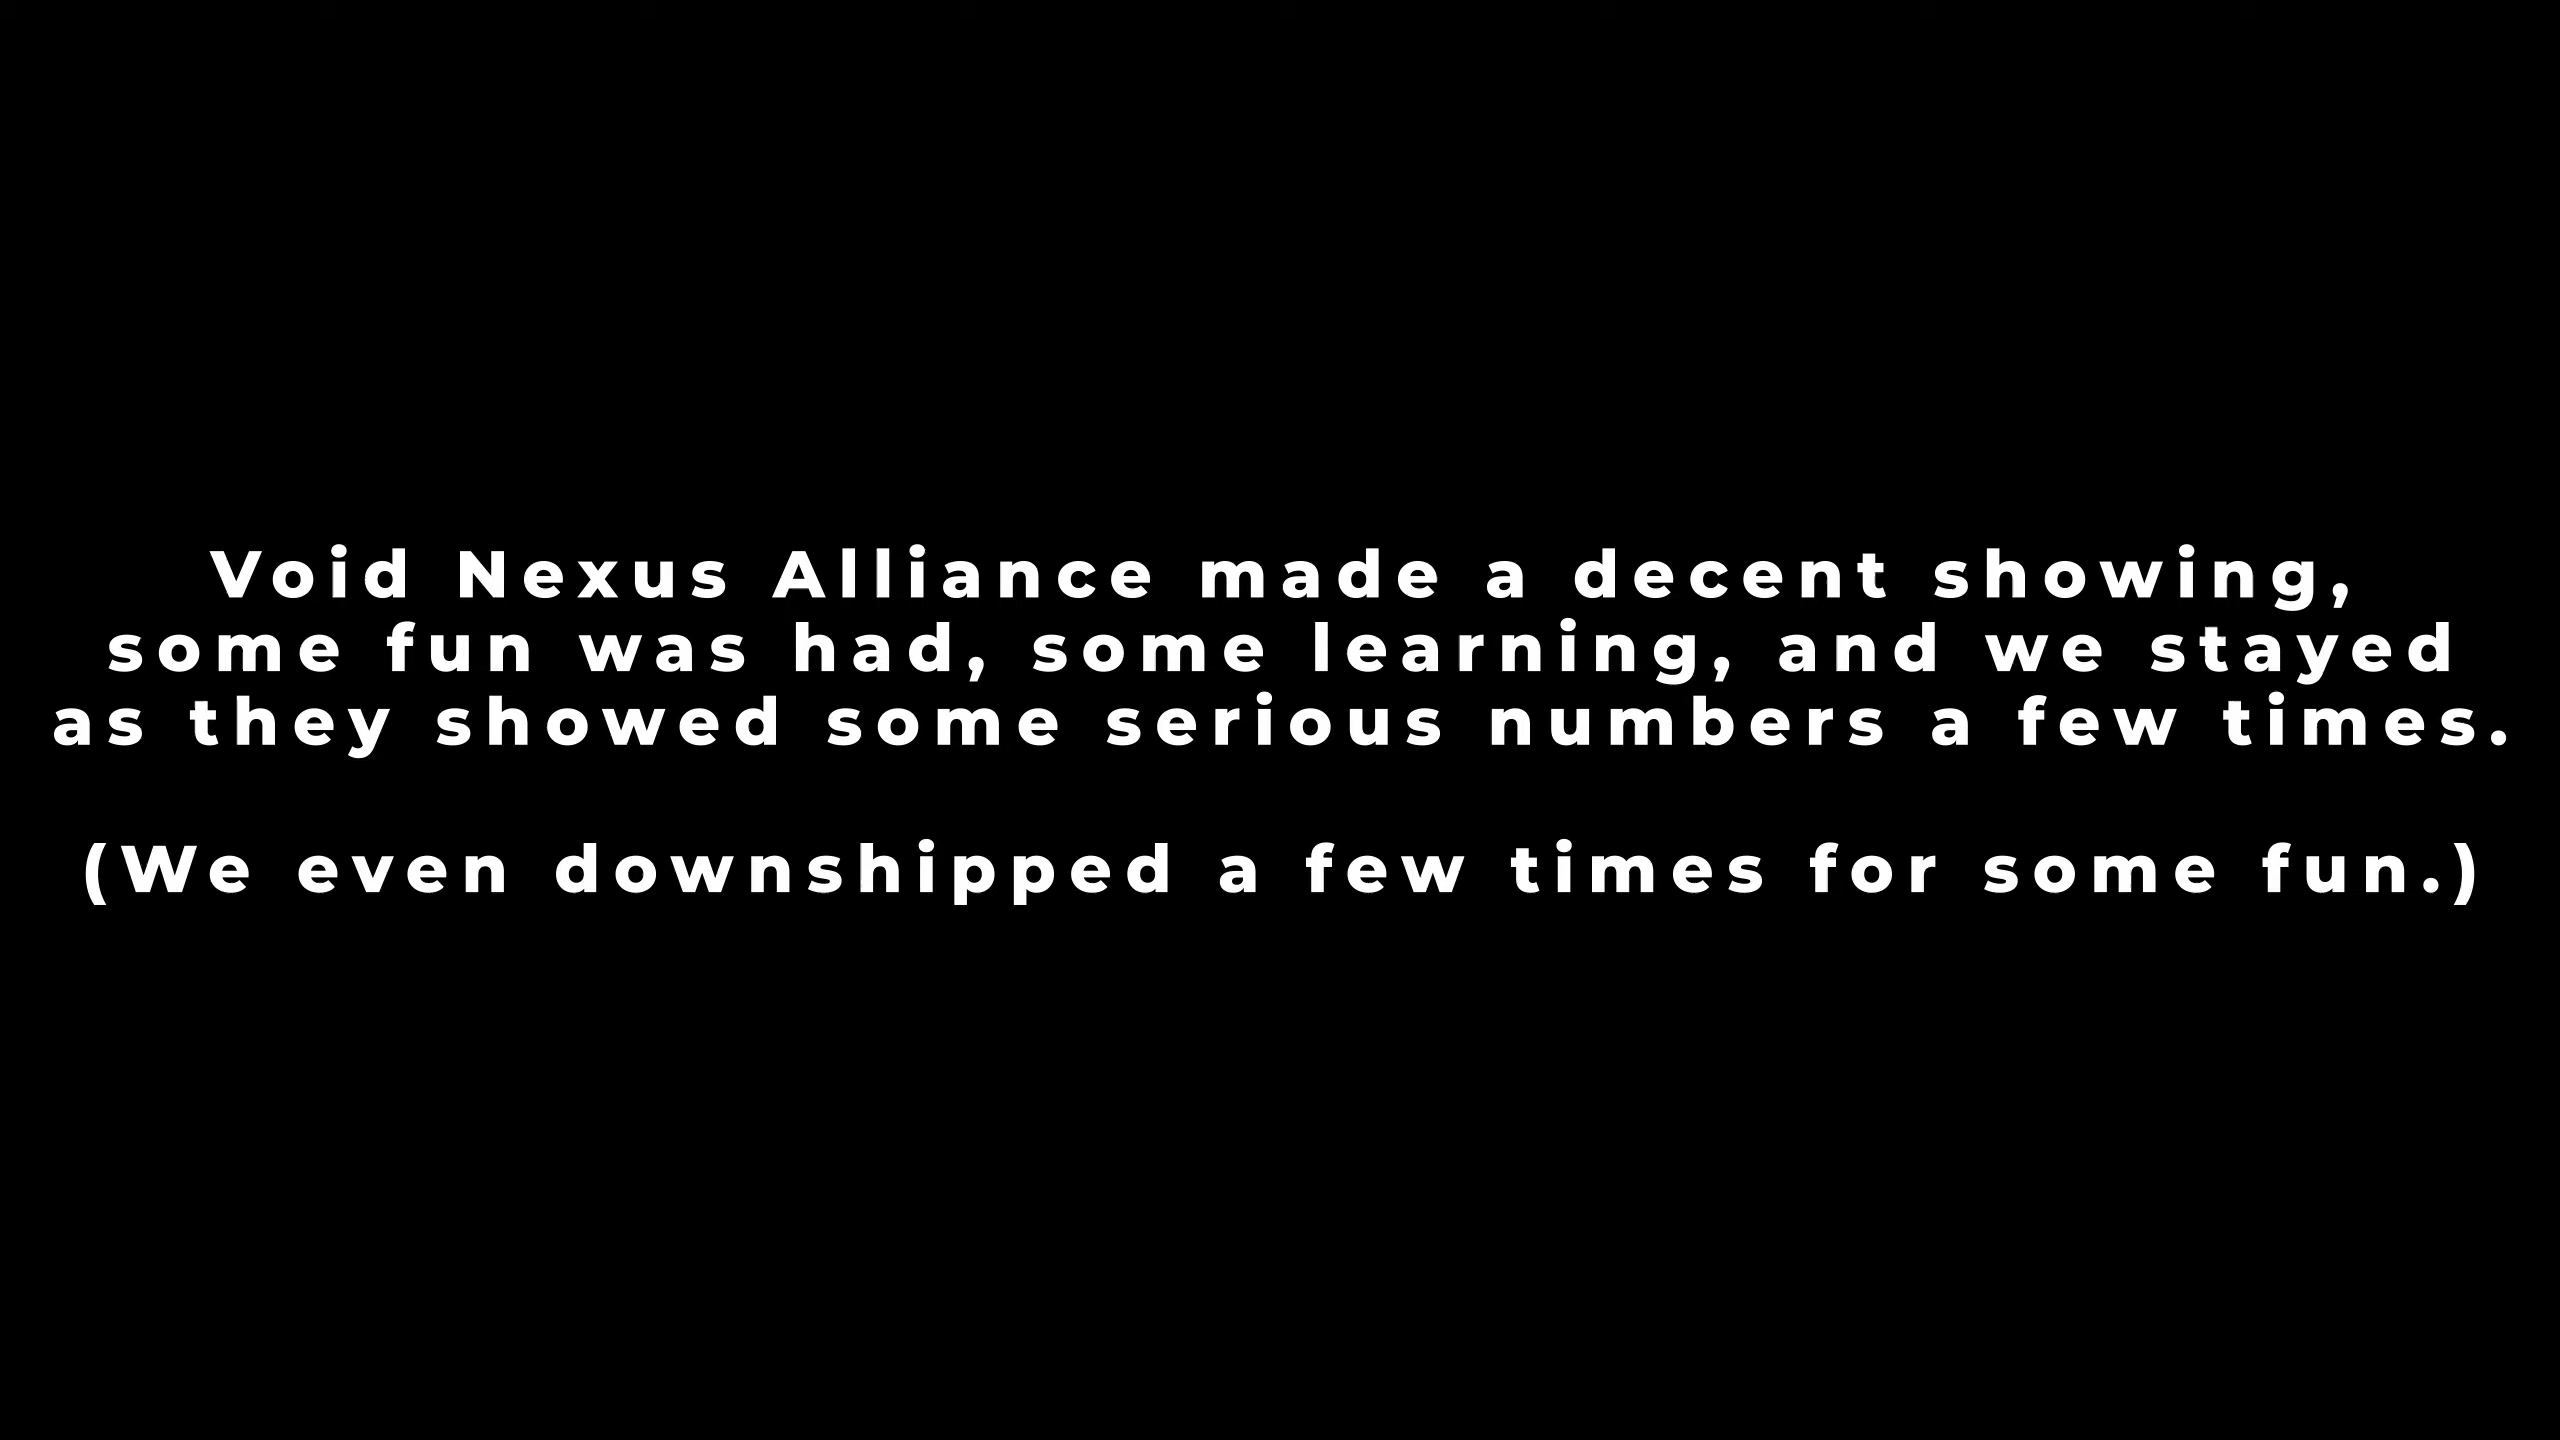 Void Nexus Alliance made a decent showing,
some fun was had, some learning, and we stayed
as they showed some serious numbers a few times.
(We even downshipped a few times for some fun.)